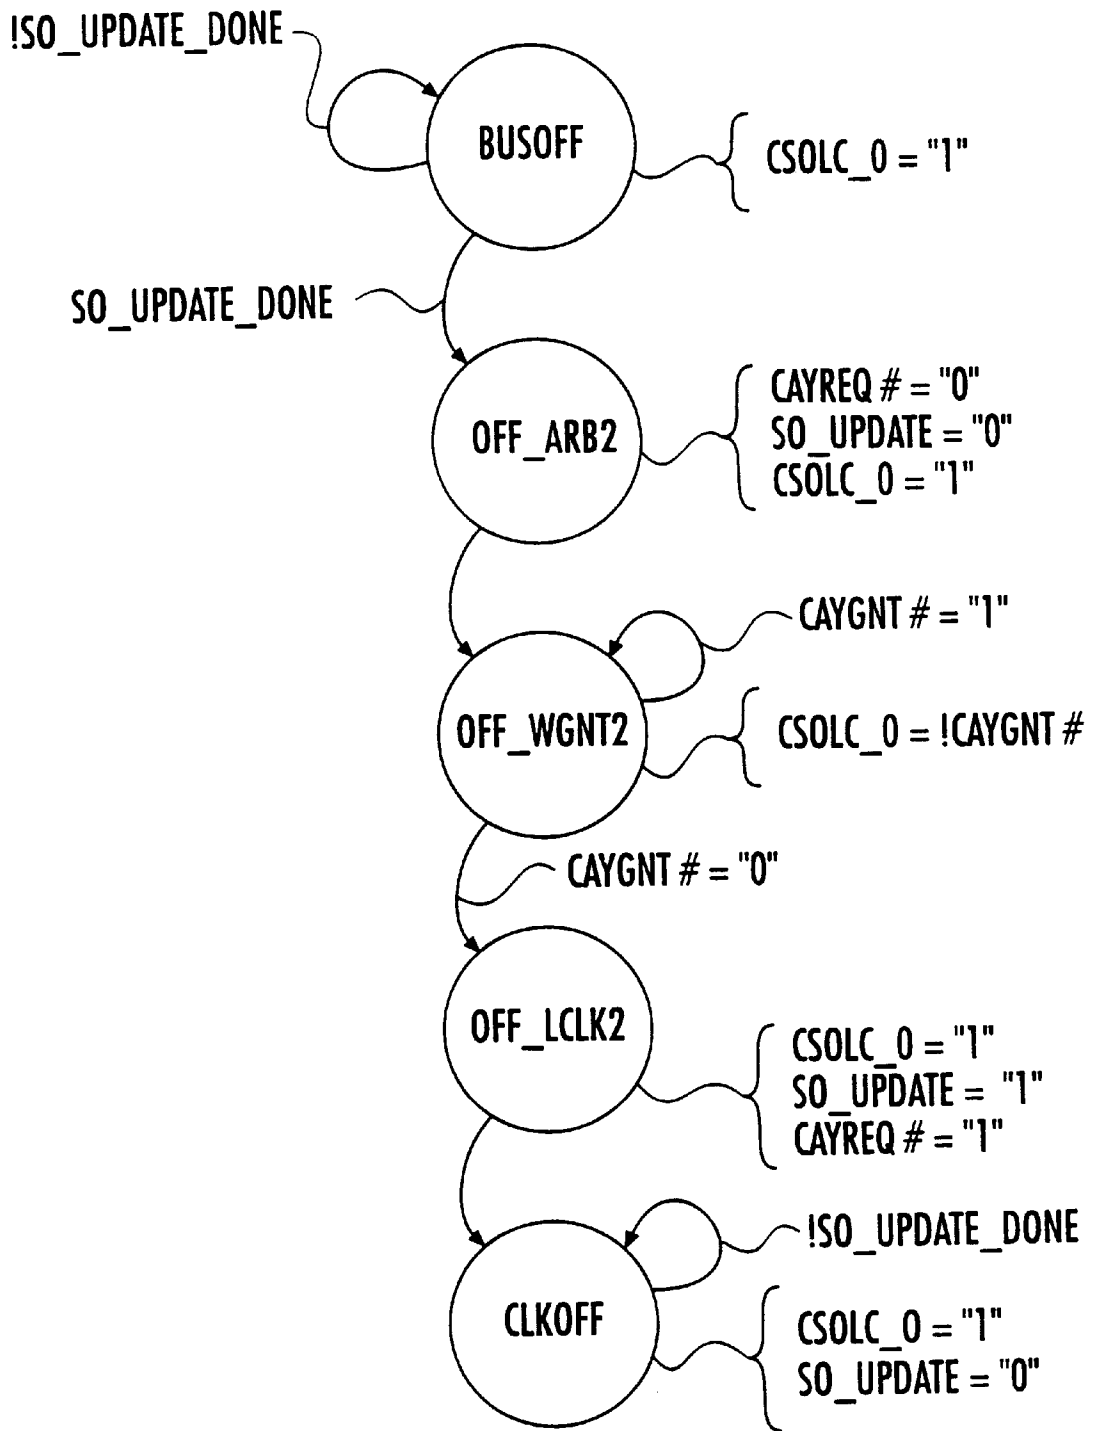 !SO_UPDATE_DONE
BUSOFF
CSOLC_0 = "1"
SO_UPDATE_DONE
OFF_ARB2
CAYREQ # = "0"
SO_UPDATE = "0"
CSOLC_0 = "1"
CAYGNT # = "1"
OFF_WGNT2
CSOLC_0 = !CAYGNT #
CAYGNT # = "0"
OFF_LCLK2
CSOLC_0 = "1"
SO_UPDATE = "1"
CAYREQ # = "1"
!SO_UPDATE_DONE
CLKOFF
CSOLC_0 = "1"
SO_UPDATE = "0"